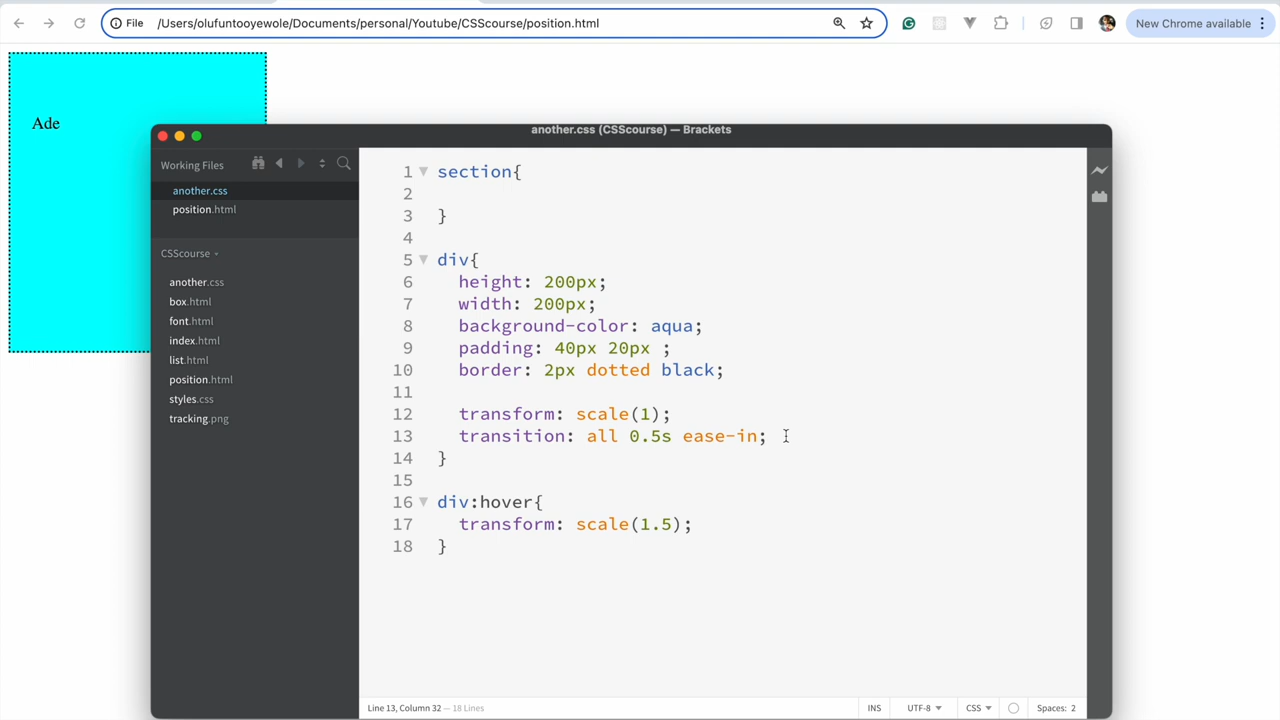 File /Users/olufuntooyewole/Documents/personal/Youtube/CSScourse/position.html
New Chrome available
Ade
another.css (CSScourse) — Brackets
Working Files
another.css
position.html
CSScourse
another.css
box.html
font.html
index.html
list.html
position.html
styles.css
tracking.png
1 section{
2
3 }
4
5 div{
6 height: 200px;
7 width: 200px;
8 background-color: aqua;
9 padding: 40px 20px ;
10 border: 2px dotted black;
11
12 transform: scale(1);
13 transition: all 0.5s ease-in;
14 }
15
16 div:hover{
17 transform: scale(1.5);
18 }
Line 13, Column 32 — 18 Lines
INS UTF-8 CSS Spaces: 2